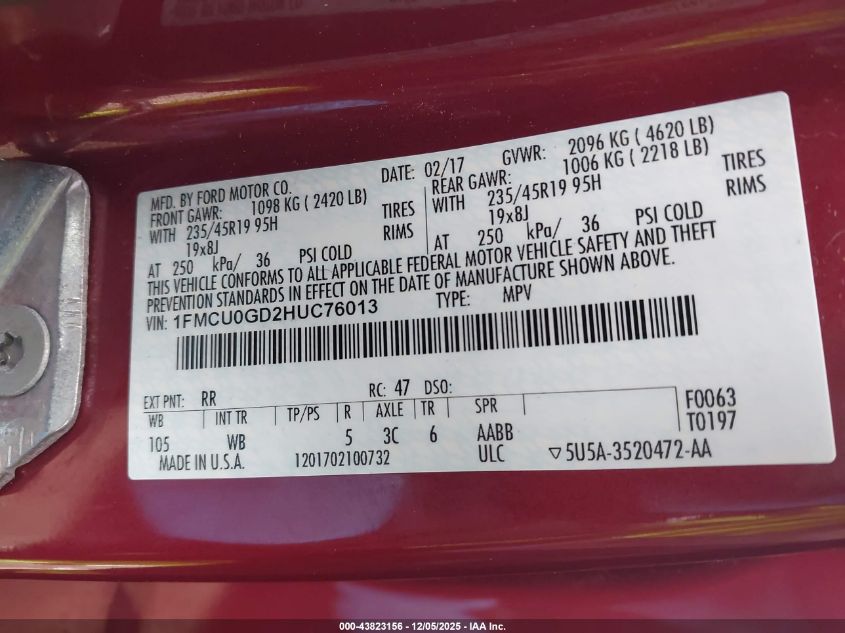 MFD. BY FORD MOTOR CO.
DATE: 02/17 GVWR: 2096 KG ( 4620 LB)
FRONT GAWR: 1098 KG ( 2420 LB)
REAR GAWR: 1006 KG ( 2218 LB)
WITH 235/45R19 95H TIRES
WITH 235/45R19 95H TIRES
19x8J RIMS
19x8J RIMS
AT 250 kPa/ 36 PSI COLD
AT 250 kPa/ 36 PSI COLD
THIS VEHICLE CONFORMS TO ALL APPLICABLE FEDERAL MOTOR VEHICLE SAFETY AND THEFT
PREVENTION STANDARDS IN EFFECT ON THE DATE OF MANUFACTURE SHOWN ABOVE.
VIN: 1FMCU0GD2HUC76013 TYPE: MPV
EXT PNT: RR RC: 47 DSO:
WB INT TR TP/PS R AXLE TR SPR
F0063
T0197
105 WB 5 3C 6 AABB
MADE IN U.S.A. 1201702100732 ULC ▽5U5A-3520472-AA
000-43823156 - 12/05/2025 - IAA Inc.